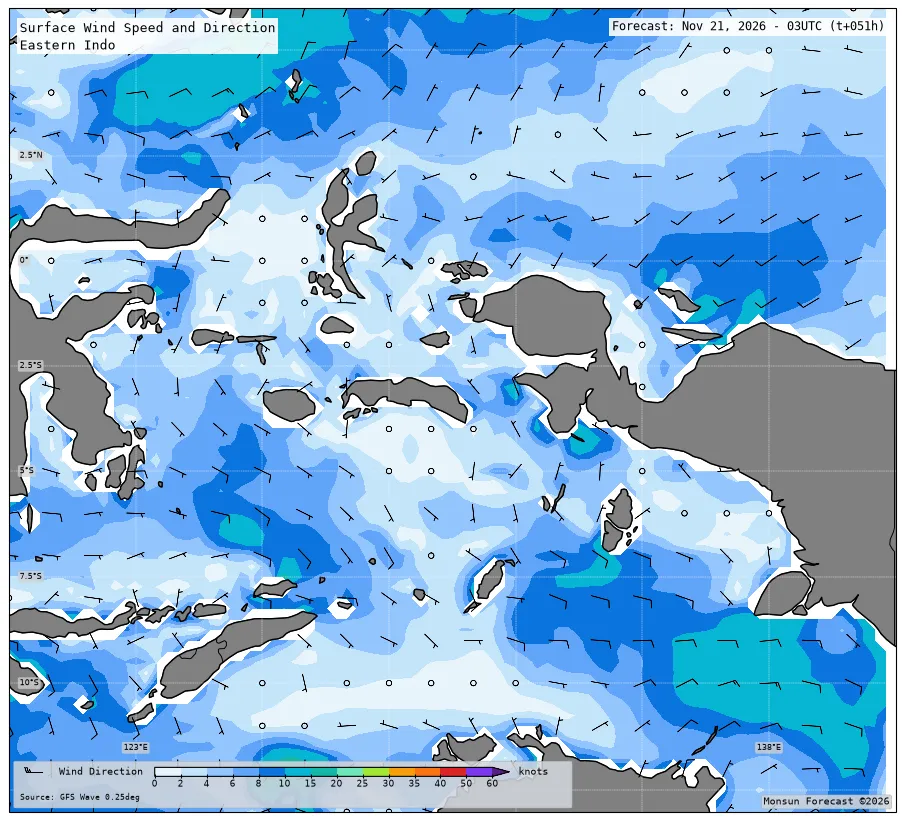 Surface Wind Speed and Direction
Eastern Indo
Forecast: Nov 21, 2026 - 03UTC (t+051h)
2.5°N
0°
2.5°S
5°S
7.5°S
10°S
123°E
138°E
Wind Direction
knots
0 2 4 6 8 10 15 20 25 30 40 50 60
Source: GFS Wave 0.25deg
Monsun Forecast ©2026